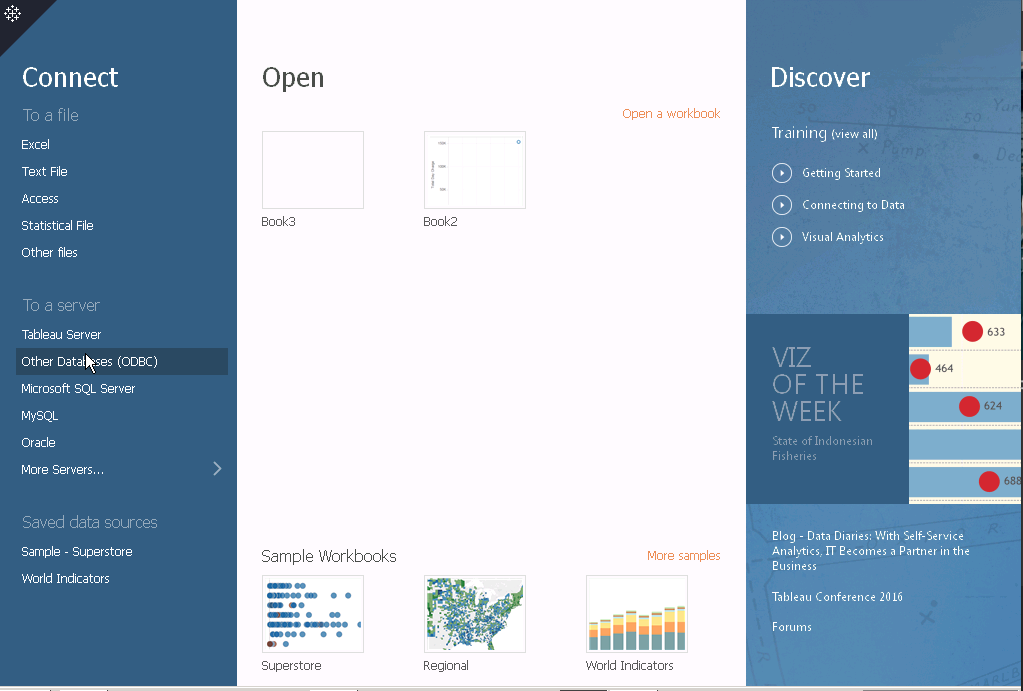 Connect
To a file
Excel
Text File
Access
Statistical File
Other files
To a server
Tableau Server
Other Databases (ODBC)
Microsoft SQL Server
MySQL
Oracle
More Servers...
Saved data sources
Sample - Superstore
World Indicators
Open
Open a workbook
Book3
Book2
Sample Workbooks
More samples
Superstore
Regional
World Indicators
Discover
Training (view all)
Getting Started
Connecting to Data
Visual Analytics
VIZ
OF THE
WEEK
State of Indonesian
Fisheries
633
464
624
688
Blog - Data Diaries: With Self-Service
Analytics, IT Becomes a Partner in the
Business
Tableau Conference 2016
Forums